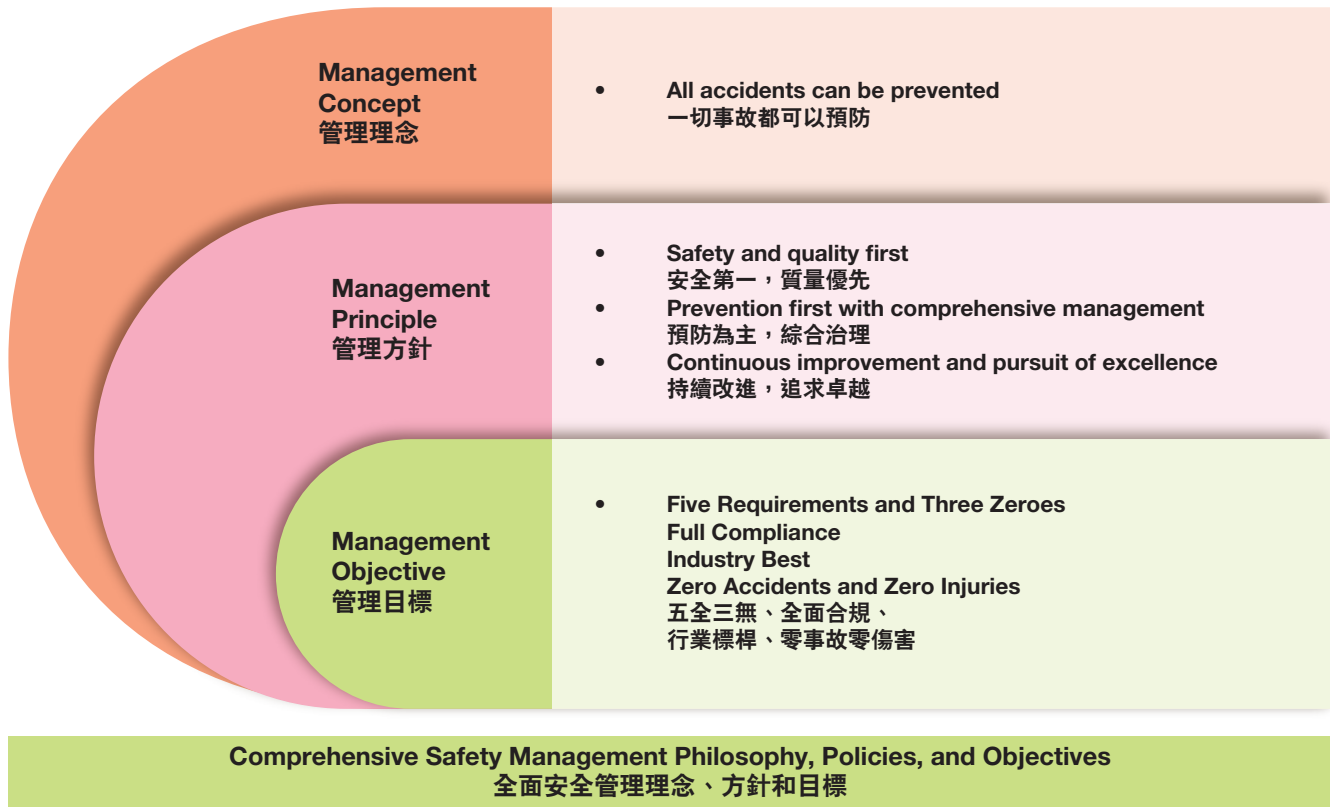 Management
Concept
管理理念
• All accidents can be prevented
一切事故都可以預防
Management
Principle
管理方針
• Safety and quality first
安全第一，質量優先
• Prevention first with comprehensive management
預防為主，綜合治理
• Continuous improvement and pursuit of excellence
持續改進，追求卓越
Management
Objective
管理目標
• Five Requirements and Three Zeroes
Full Compliance
Industry Best
Zero Accidents and Zero Injuries
五全三無、全面合規、
行業標桿、零事故零傷害
Comprehensive Safety Management Philosophy, Policies, and Objectives
全面安全管理理念、方針和目標